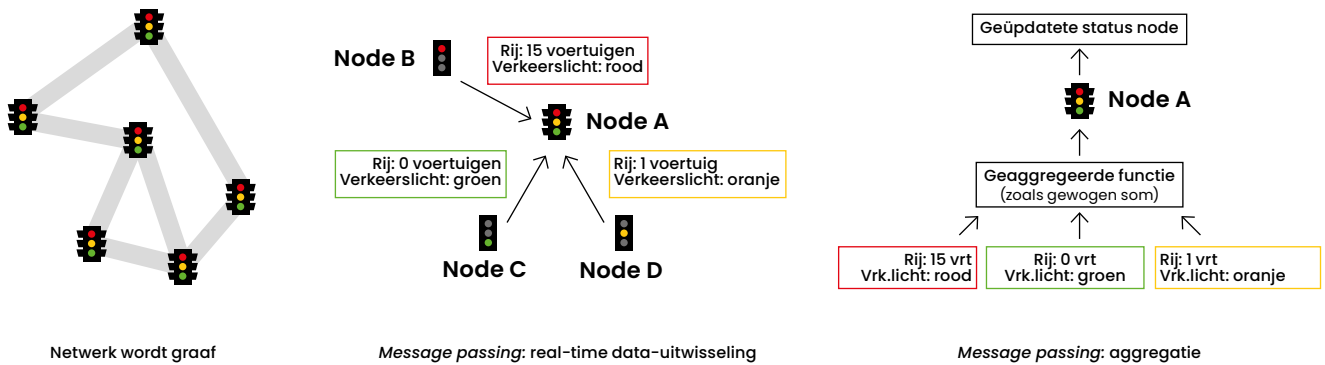 Netwerk wordt graaf
Node B
Rij: 15 voertuigen
Verkeerslicht: rood
Node A
Rij: 0 voertuigen
Verkeerslicht: groen
Rij: 1 voertuig
Verkeerslicht: oranje
Node C
Node D
Message passing: real-time data-uitwisseling
Geüpdatete status node
Node A
Geaggregeerde functie
(zoals gewogen som)
Rij: 15 vrt
Vrk.licht: rood
Rij: 0 vrt
Vrk.licht: groen
Rij: 1 vrt
Vrk.licht: oranje
Message passing: aggregatie